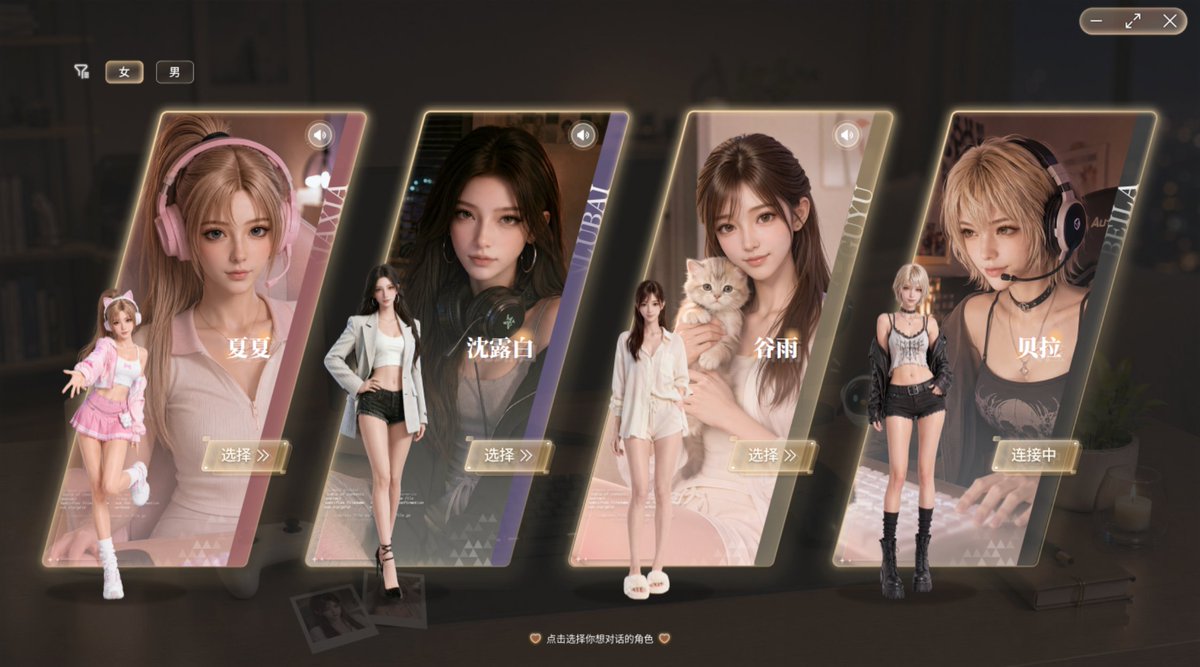 女
男
XIAXIA
夏夏
选择 >>
LUBAI
沈露白
选择 >>
GUYU
谷雨
选择 >>
BEILA
贝拉
连接中
点击选择你想对话的角色